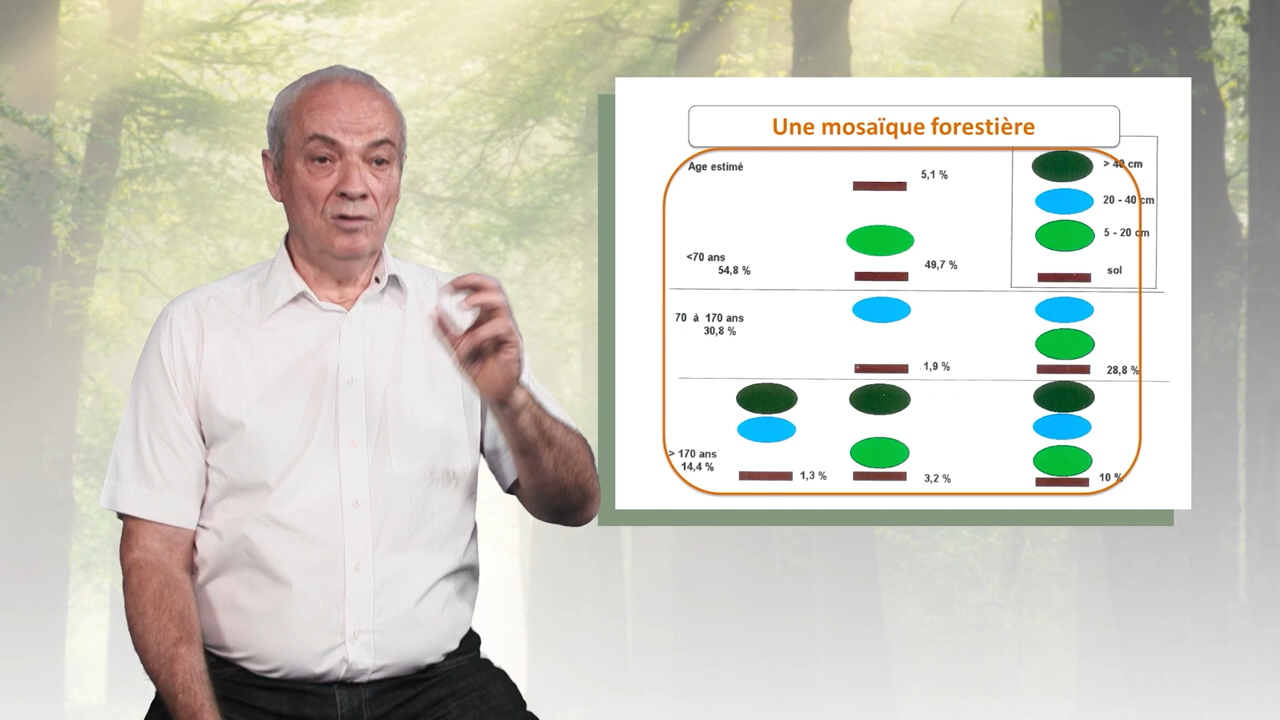 Une mosaïque forestière
Age estimé
5,1 %
> 40 cm
20 - 40 cm
5 - 20 cm
sol
<70 ans
54,8 %
49,7 %
70 à 170 ans
30,8 %
1,9 %
28,8 %
> 170 ans
14,4 %
1,3 %
3,2 %
10 %